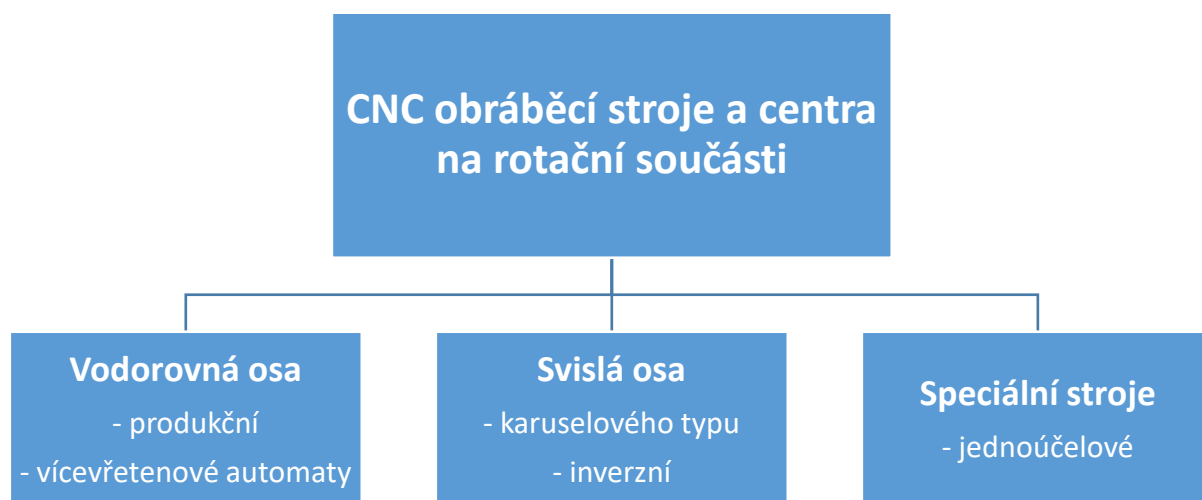 CNC obráběcí stroje a centra
na rotační součásti
Vodorovná osa
- produkční
- vícevřetenové automaty
Svislá osa
- karuselového typu
- inverzní
Speciální stroje
- jednoúčelové